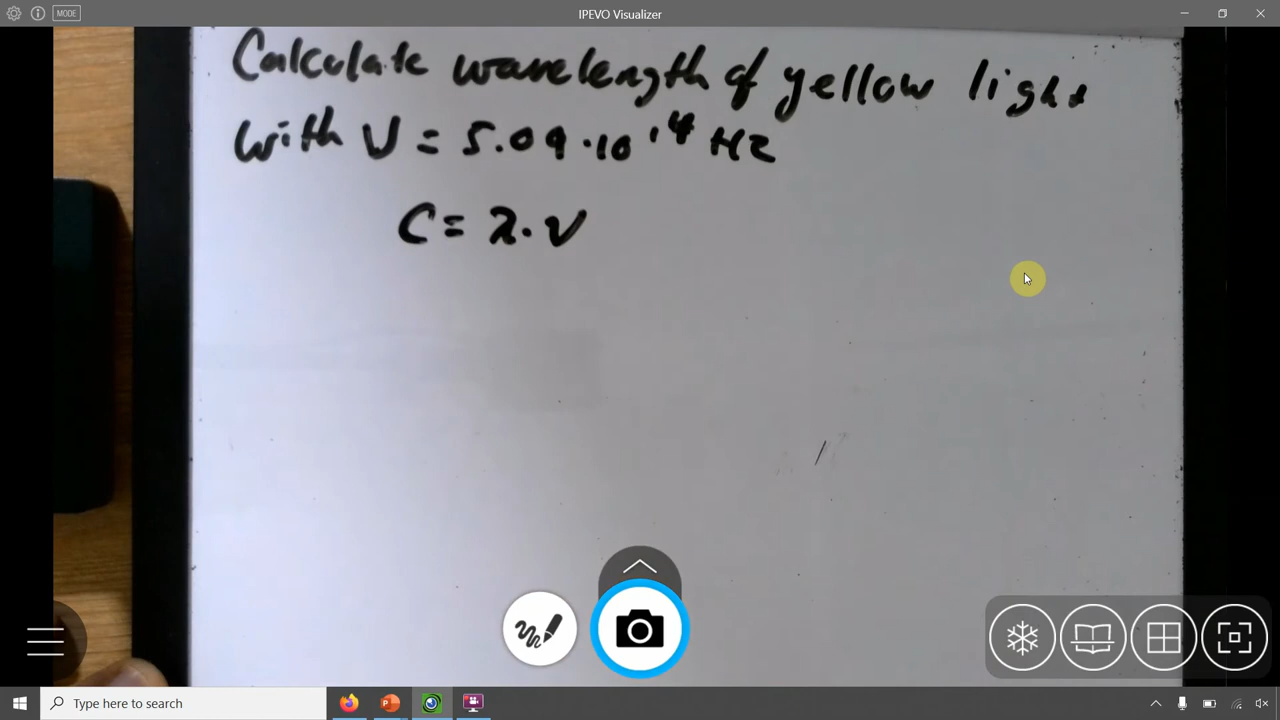 MODE
IPEVO Visualizer
Calculate wavelength of yellow light
with ν = 5.09·10¹⁴ Hz
C = λ·ν
Type here to search